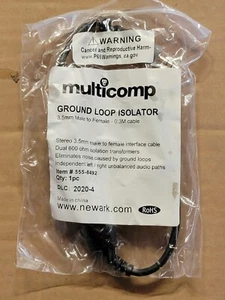 WARNING
Cancer and Reproductive Harm-
www.P65Warnings.ca.gov
multicomp
GROUND LOOP ISOLATOR
3.5mm Male to Female - 0.3M cable
Stereo 3.5mm male to female interface cable
Dual 600 ohm isolation transformers
Eliminates noise caused by ground loops
Independent left / right unbalanced audio paths
Item # 555-8492
Qty: 1pc
DLC: 2020-4
Made in china
www.newark.com
RoHS